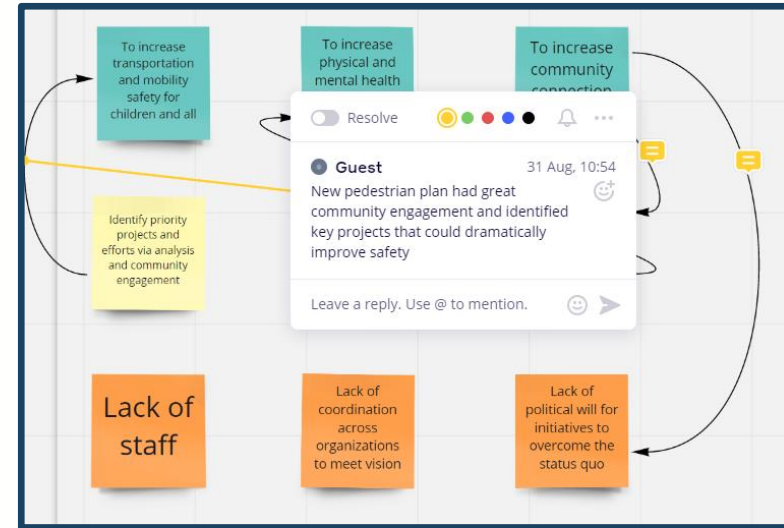 To increase
transportation
and mobility
safety for
children and all
To increase
physical and
mental health
To increase
community
connection
Resolve
Guest
31 Aug, 10:54
New pedestrian plan had great
community engagement and identified
key projects that could dramatically
improve safety
Leave a reply. Use @ to mention.
Identify priority
projects and
efforts via analysis
and community
engagement
Lack of
staff
Lack of
coordination
across
organizations
to meet vision
Lack of
political will for
initiatives to
overcome the
status quo